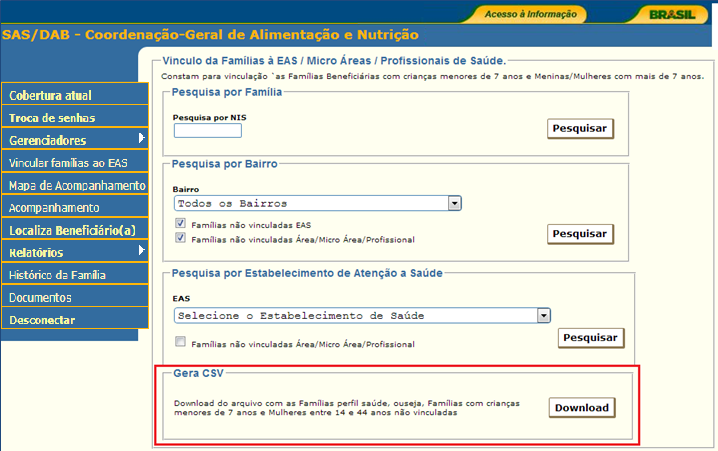 Acesso à Informação
BRASIL
SAS/DAB - Coordenação-Geral de Alimentação e Nutrição
Cobertura atual
Troca de senhas
Gerenciadores
Vincular famílias ao EAS
Mapa de Acompanhamento
Acompanhamento
Localiza Beneficiário(a)
Relatórios
Histórico da Família
Documentos
Desconectar
Vinculo da Famílias à EAS / Micro Áreas / Profissionais de Saúde.
Constam para vinculação `as Famílias Beneficiárias com crianças menores de 7 anos e Meninas/Mulheres com mais de 7 anos.
Pesquisa por Família
Pesquisa por NIS
Pesquisar
Pesquisa por Bairro
Bairro
Todos os Bairros
Famílias não vinculadas EAS
Famílias não vinculadas Área/Micro Área/Profissional
Pesquisar
Pesquisa por Estabelecimento de Atenção a Saúde
EAS
Selecione o Estabelecimento de Saúde
Famílias não vinculadas Área/Micro Área/Profissional
Pesquisar
Gera CSV
Download do arquivo com as Famílias perfil saúde, ouseja, Famílias com crianças
menores de 7 anos e Mulheres entre 14 e 44 anos não vinculadas
Download